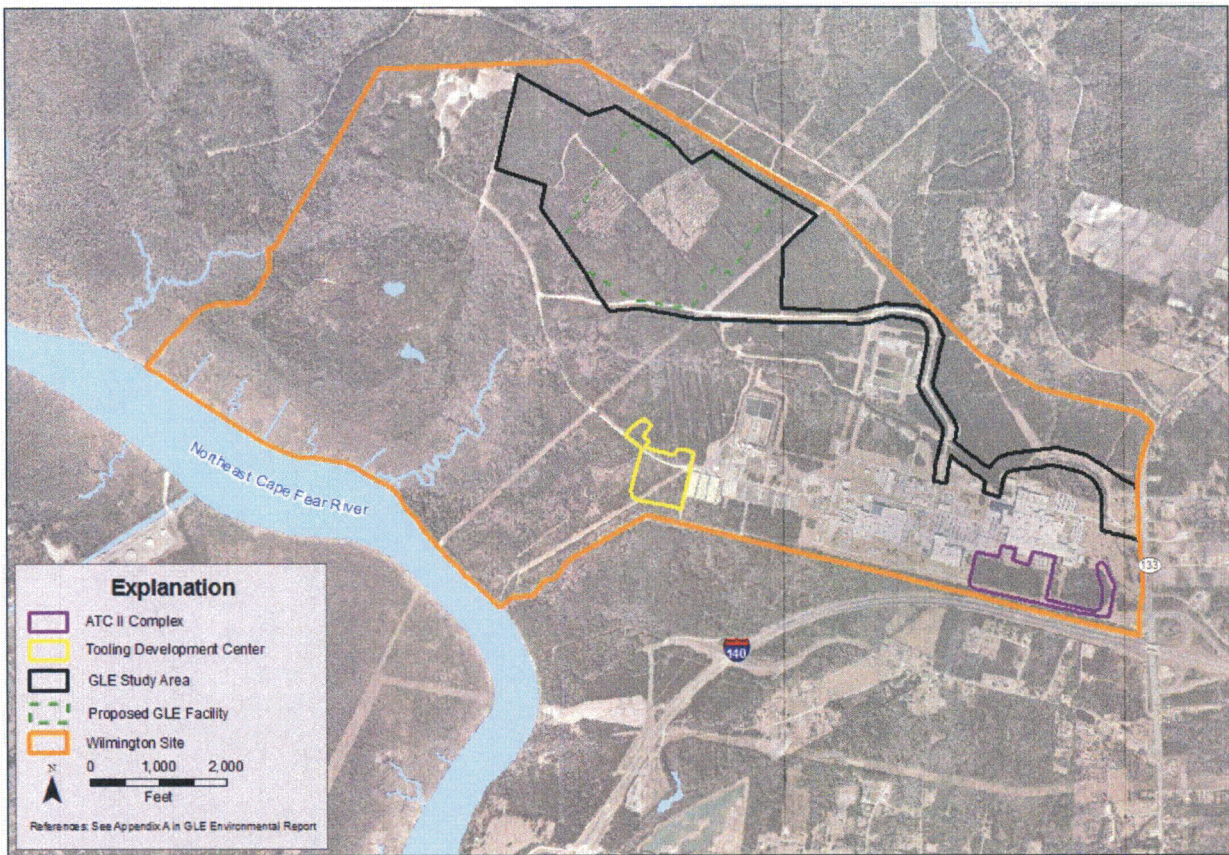 Northeast Cape Fear River
133
140
Explanation
ATC II Complex
Tooling Development Center
GLE Study Area
Proposed GLE Facility
Wilmington Site
N
0 1,000 2,000
Feet
References: See Appendix A in GLE Environmental Report